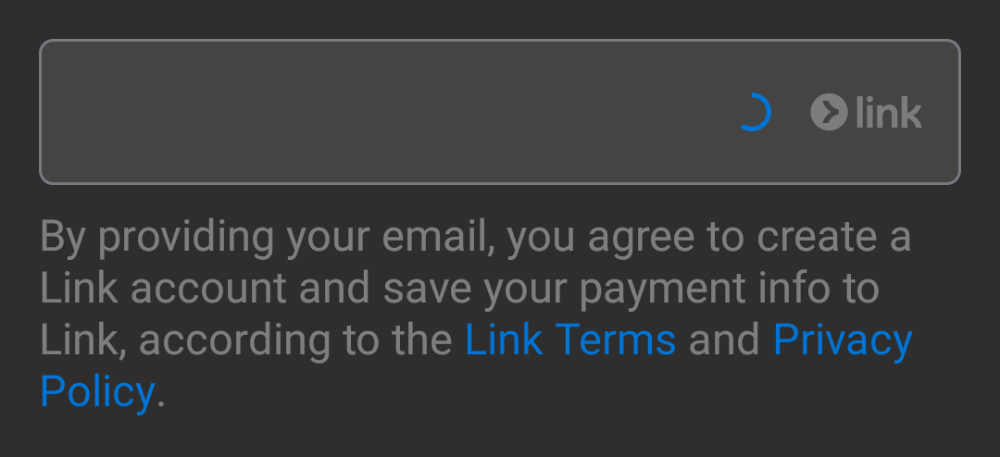 link
By providing your email, you agree to create a
Link account and save your payment info to
Link, according to the Link Terms and Privacy
Policy.